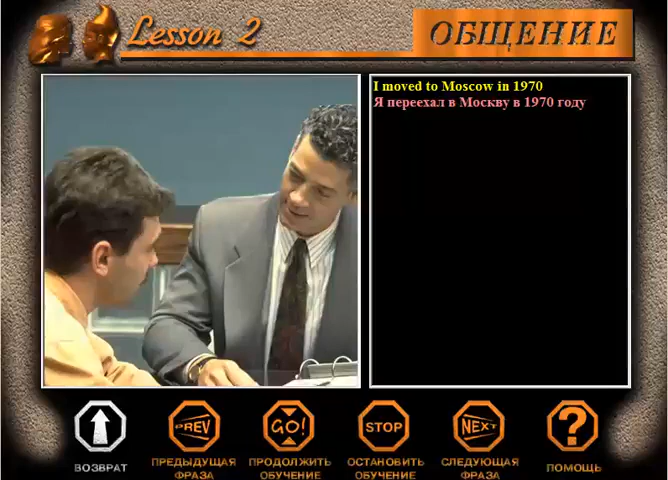 Lesson 2
ОБЩЕНИЕ
I moved to Moscow in 1970
Я переехал в Москву в 1970 году
PREV
GO!
STOP
NEXT
?
ВОЗВРАТ
ПРЕДЫДУЩАЯ ФРАЗА
ПРОДОЛЖИТЬ ОБУЧЕНИЕ
ОСТАНОВИТЬ ОБУЧЕНИЕ
СЛЕДУЮЩАЯ ФРАЗА
ПОМОЩЬ